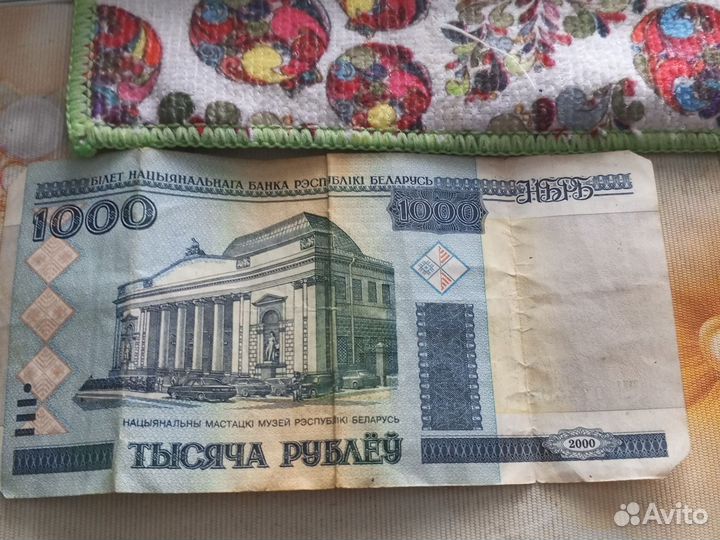 БІЛЕТ НАЦЫЯНАЛЬНАГА БАНКА РЭСПУБЛІКІ БЕЛАРУСЬ
НБРБ
1000
1000
НАЦЫЯНАЛЬНЫ МАСТАЦКІ МУЗЕЙ РЭСПУБЛІКІ БЕЛАРУСЬ
ТЫСЯЧА РУБЛЁЎ
2000
Avito